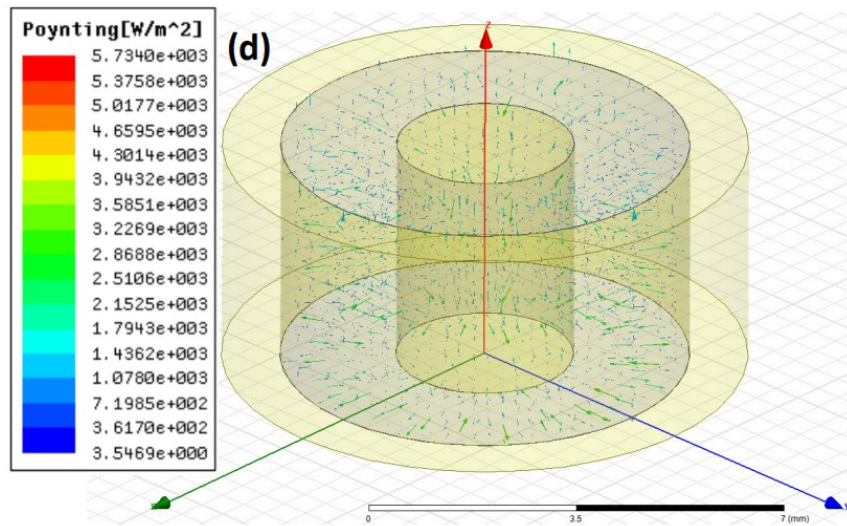 Poynting[W/m^2]
5.7340e+003
5.3758e+003
5.0177e+003
4.6595e+003
4.3014e+003
3.9432e+003
3.5851e+003
3.2269e+003
2.8688e+003
2.5106e+003
2.1525e+003
1.7943e+003
1.4362e+003
1.0780e+003
7.1985e+002
3.6170e+002
3.5469e+000
(d)
z
0
3.5
7 (mm)